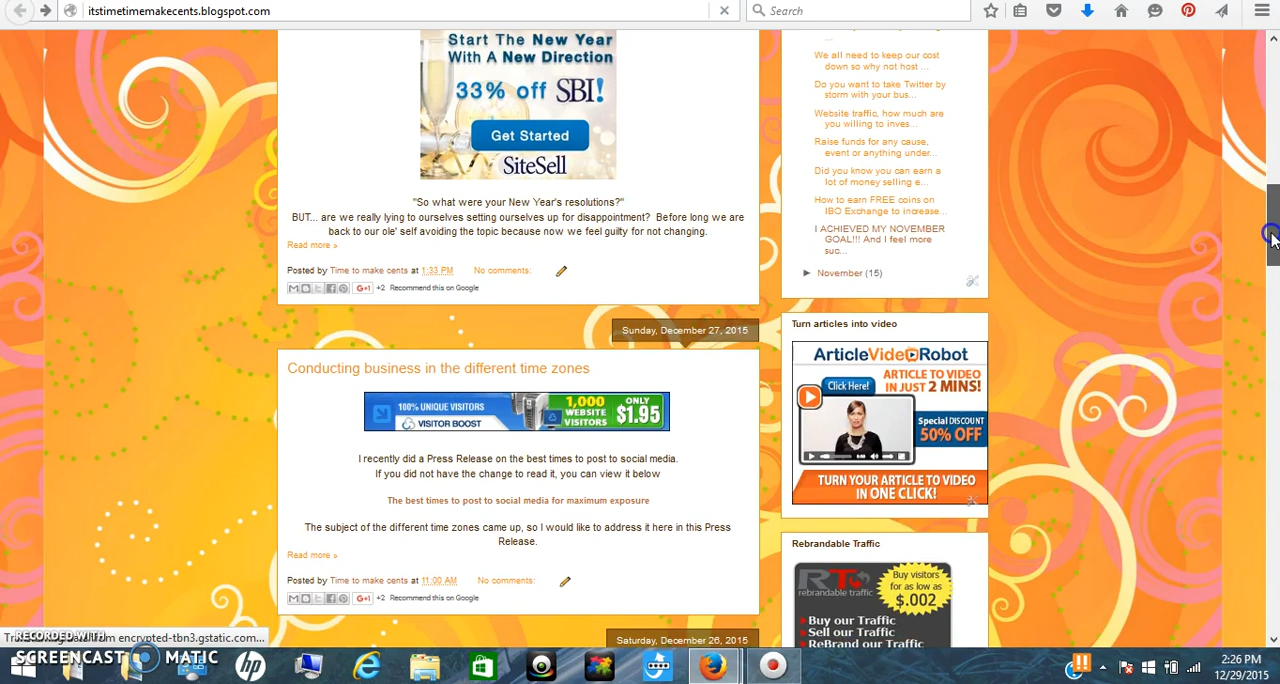 itstimetimemakecents.blogspot.com
Search
Start The New Year
With A New Direction
33% off SBI!
Get Started
SiteSell
"So what were your New Year's resolutions?"
BUT... are we really lying to ourselves setting ourselves up for disappointment? Before long we are
back to our ole' self avoiding the topic because now we feel guilty for not changing.
Read more »
Posted by Time to make cents at 1:33 PM No comments:
G+1 +2 Recommend this on Google
Sunday, December 27, 2015
Conducting business in the different time zones
100% UNIQUE VISITORS
VISITOR BOOST
1,000
WEBSITE
VISITORS
ONLY
$1.95
I recently did a Press Release on the best times to post to social media.
If you did not have the change to read it, you can view it below
The best times to post to social media for maximum exposure
The subject of the different time zones came up, so I would like to address it here in this Press
Release.
Read more »
Posted by Time to make cents at 11:00 AM No comments:
G+1 +2 Recommend this on Google
Saturday, December 26, 2015
We all need to keep our cost
down so why not host ...
Do you want to take Twitter by
storm with your bus...
Website traffic, how much are
you willing to inves...
Raise funds for any cause,
event or anything under...
Did you know you can earn a
lot of money selling e...
How to earn FREE coins on
IBO Exchange to increase...
I ACHIEVED MY NOVEMBER
GOAL!!! And I feel more
suc...
► November (15)
Turn articles into video
ArticleVideoRobot
Click Here!
ARTICLE TO VIDEO
IN JUST 2 MINS!
Special DISCOUNT
50% OFF
TURN YOUR ARTICLE TO VIDEO
IN ONE CLICK!
Rebrandable Traffic
RT
rebrandable traffic
Buy visitors
for as low as
$.002
Buy our Traffic
Sell our Traffic
ReBrand our Traffic
encrypted-tbn3.gstatic.com...
RECORDED WITH
SCREENCAST MATIC
hp
2:26 PM
12/29/2015